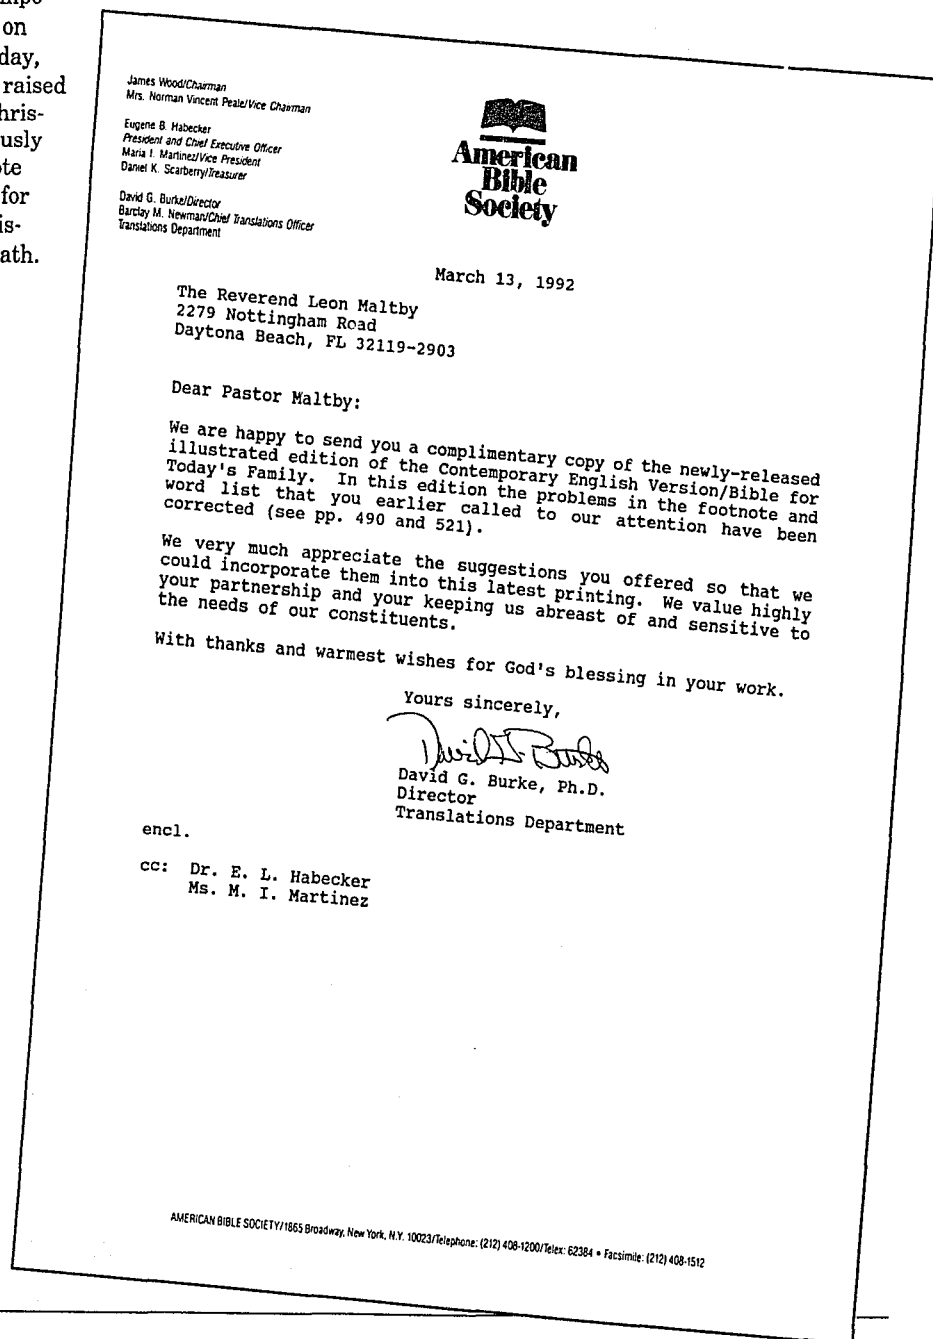 on
day,
raised
hris-
usly
ote
for
is-
ath.
James Wood/Chairman
Mrs. Norman Vincent Peale/Vice Chairman
Eugene B. Habecker
President and Chief Executive Officer
Maria I. Martinez/Vice President
Daniel K. Scarberry/Treasurer
David G. Burke/Director
Barclay M. Newman/Chief Translations Officer
Translations Department
American
Bible
Society
March 13, 1992
The Reverend Leon Maltby
2279 Nottingham Road
Daytona Beach, FL 32119-2903
Dear Pastor Maltby:
We are happy to send you a complimentary copy of the newly-released
illustrated edition of the Contemporary English Version/Bible for
Today's Family. In this edition the problems in the footnote and
word list that you earlier called to our attention have been
corrected (see pp. 490 and 521).
We very much appreciate the suggestions you offered so that we
could incorporate them into this latest printing. We value highly
your partnership and your keeping us abreast of and sensitive to
the needs of our constituents.
With thanks and warmest wishes for God's blessing in your work.
Yours sincerely,
David G. Burke
David G. Burke, Ph.D.
Director
Translations Department
encl.
cc: Dr. E. L. Habecker
Ms. M. I. Martinez
AMERICAN BIBLE SOCIETY/1865 Broadway, New York, N.Y. 10023/Telephone: (212) 408-1200/Telex: 62384 • Facsimile: (212) 408-1512